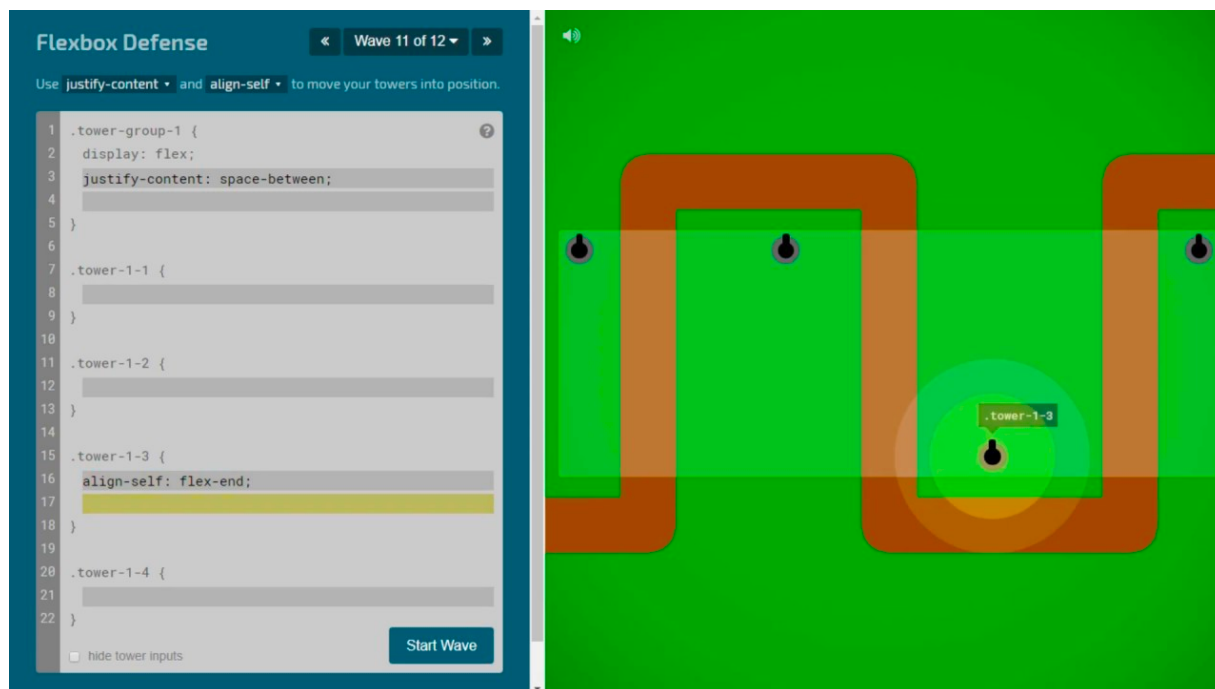 Flexbox Defense
« Wave 11 of 12 »
Use justify-content • and align-self • to move your towers into position.
1 .tower-group-1 {
2 display: flex;
3 justify-content: space-between;
4
5 }
6
7 .tower-1-1 {
8
9 }
10
11 .tower-1-2 {
12
13 }
14
15 .tower-1-3 {
16 align-self: flex-end;
17
18 }
19
20 .tower-1-4 {
21
22 }
hide tower inputs
Start Wave
.tower-1-3